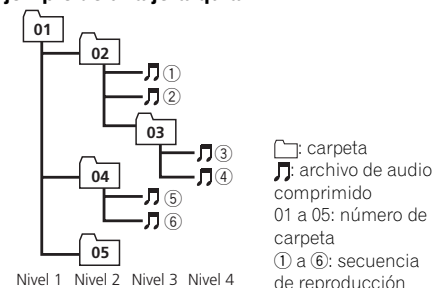 01
02
①
②
03
③
④
04
⑤
⑥
05
Nivel 1 Nivel 2 Nivel 3 Nivel 4
: carpeta
: archivo de audio
comprimido
01 a 05: número de
carpeta
① a ⑥: secuencia
de reproducción